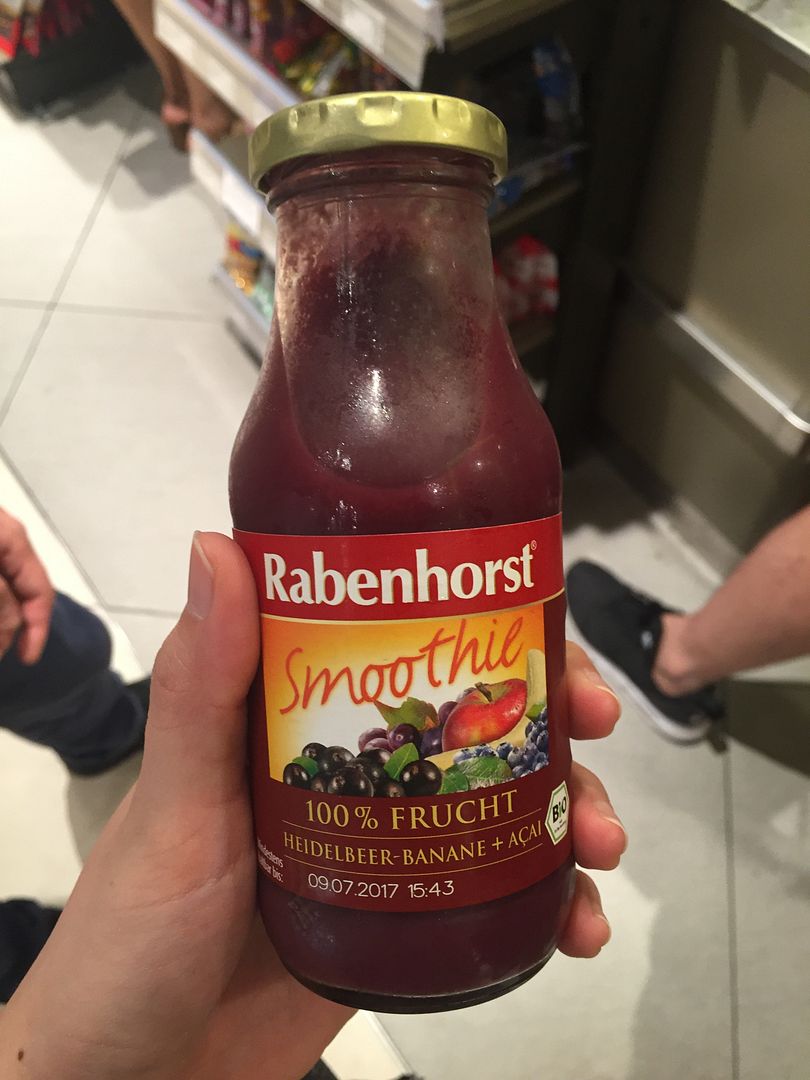 Rabenhorst®
Smoothie
100% FRUCHT
HEIDELBEER-BANANE + AÇAI
BIO
09.07.2017 15:43